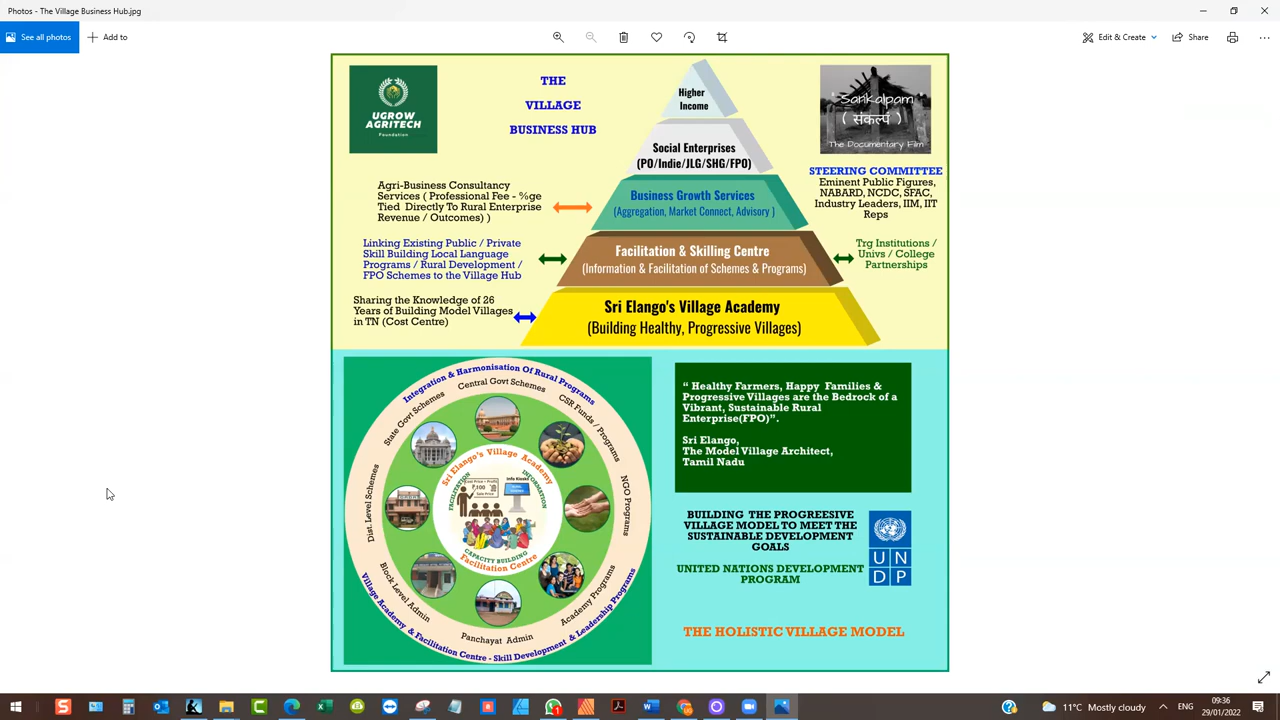 Photos - The Village Business Hub.jpg
See all photos
Add to
Edit & Create
Share
UGROW
AGRITECH
Foundation
THE
VILLAGE
BUSINESS HUB
Higher
Income
Social Enterprises
(PO/Indie/JLG/SHG/FPO)
Business Growth Services
(Aggregation, Market Connect, Advisory )
Facilitation & Skilling Centre
(Information & Facilitation of Schemes & Programs)
Sri Elango's Village Academy
(Building Healthy, Progressive Villages)
"Sankalpam"
( संकल्पं )
The Documentary Film
STEERING COMMITTEE
Eminent Public Figures,
NABARD, NCDC, SFAC,
Industry Leaders, IIM, IIT
Reps
Agri-Business Consultancy
Services ( Professional Fee - %ge
Tied Directly To Rural Enterprise
Revenue / Outcomes) )
Linking Existing Public / Private
Skill Building Local Language
Programs / Rural Development /
FPO Schemes to the Village Hub
Trg Institutions /
Univs / College
Partnerships
Sharing the Knowledge of 26
Years of Building Model Villages
in TN (Cost Centre)
Integration & Harmonisation Of Rural Programs
Central Govt Schemes
State Govt Schemes
CSR Funds / Programs
Dist. Level Schemes
NGO Programs
Block Level Admin
Academy Programs
Panchayat Admin
Village Academy & Facilitation Centre - Skill Development & Leadership Programs
Sri Elango's Village Academy
FACILITATION
INFORMATION
Info Kiosks
Cost Price - Profit
₹100
Sale Price
CAPACITY BUILDING
Facilitation Centre
“ Healthy Farmers, Happy Families &
Progressive Villages are the Bedrock of a
Vibrant, Sustainable Rural
Enterprise(FPO)”.
Sri Elango,
The Model Village Architect,
Tamil Nadu
BUILDING THE PROGREESIVE
VILLAGE MODEL TO MEET THE
SUSTAINABLE DEVELOPMENT
GOALS
UNITED NATIONS DEVELOPMENT
PROGRAM
U N
D P
THE HOLISTIC VILLAGE MODEL
11°C Mostly cloudy
ENG
09:36
29/01/2022